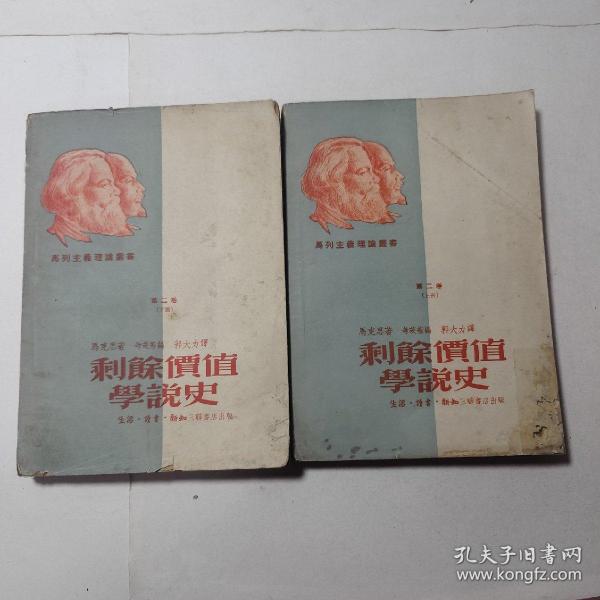 馬列主義理論叢書
第二卷
(下冊)
馬克思著 考茨基編 郭大力譯
剩餘價值
學說史
生活·讀書·新知三聯書店出版
馬列主義理論叢書
第二卷
(上冊)
馬克思著 考茨基編 郭大力譯
剩餘價值
學說史
生活·讀書·新知三聯書店出版
孔夫子旧书网
www.kongfz.com